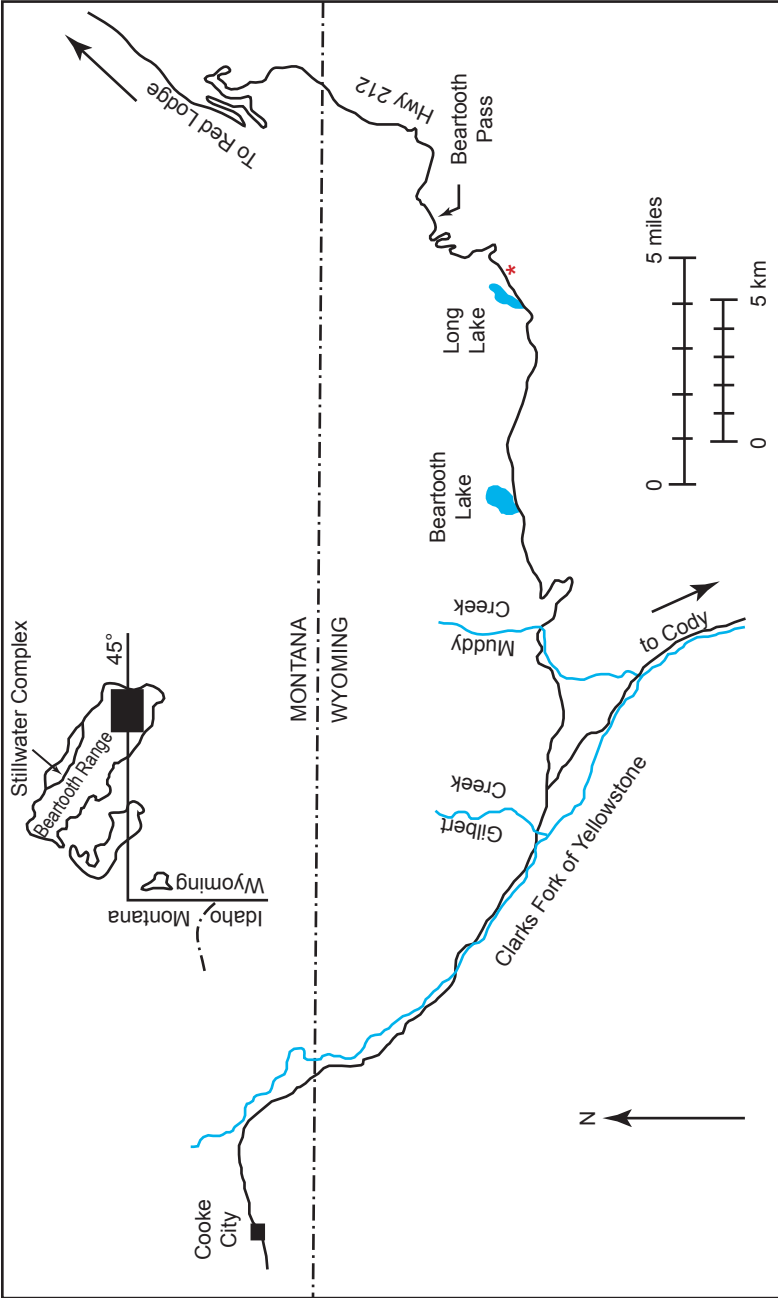 Stillwater Complex
Beartooth Range
45°
Idaho
Montana
Wyoming
To Red Lodge
Cooke
City
MONTANA
WYOMING
Hwy 212
Beartooth
Pass
Gilbert
Creek
Muddy
Creek
Beartooth
Lake
Long
Lake
*
Clarks Fork of Yellowstone
to Cody
N
0 5 miles
0 5 km